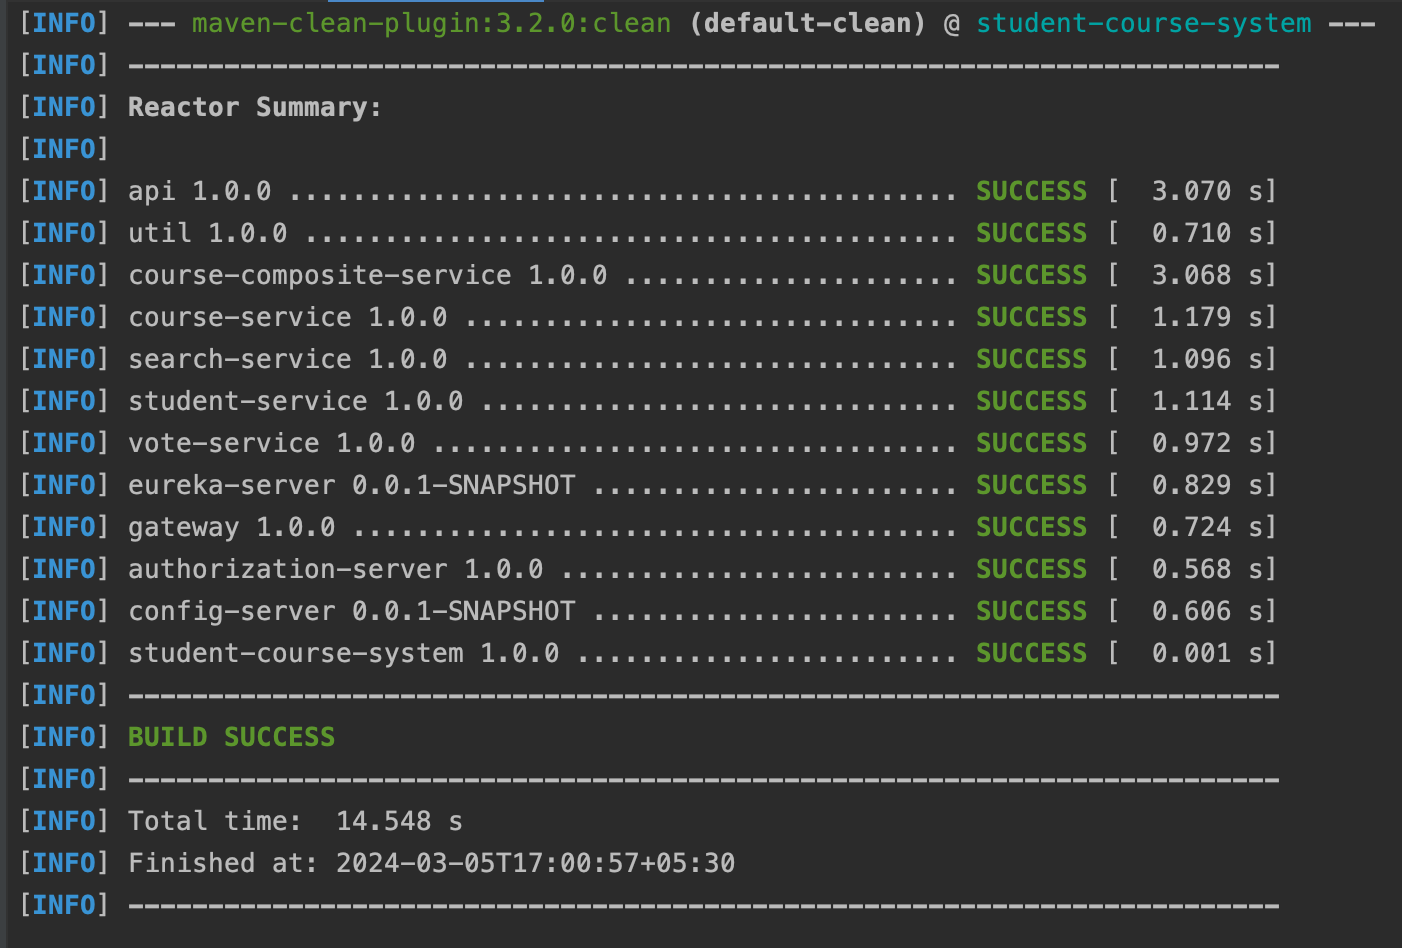 [INFO] --- maven-clean-plugin:3.2.0:clean (default-clean) @ student-course-system ---
[INFO] ------------------------------------------------------------------------
[INFO] Reactor Summary:
[INFO]
[INFO] api 1.0.0 .......................................... SUCCESS [  3.070 s]
[INFO] util 1.0.0 ......................................... SUCCESS [  0.710 s]
[INFO] course-composite-service 1.0.0 ..................... SUCCESS [  3.068 s]
[INFO] course-service 1.0.0 ............................... SUCCESS [  1.179 s]
[INFO] search-service 1.0.0 ............................... SUCCESS [  1.096 s]
[INFO] student-service 1.0.0 .............................. SUCCESS [  1.114 s]
[INFO] vote-service 1.0.0 ................................. SUCCESS [  0.972 s]
[INFO] eureka-server 0.0.1-SNAPSHOT ....................... SUCCESS [  0.829 s]
[INFO] gateway 1.0.0 ...................................... SUCCESS [  0.724 s]
[INFO] authorization-server 1.0.0 ......................... SUCCESS [  0.568 s]
[INFO] config-server 0.0.1-SNAPSHOT ....................... SUCCESS [  0.606 s]
[INFO] student-course-system 1.0.0 ........................ SUCCESS [  0.001 s]
[INFO] ------------------------------------------------------------------------
[INFO] BUILD SUCCESS
[INFO] ------------------------------------------------------------------------
[INFO] Total time:  14.548 s
[INFO] Finished at: 2024-03-05T17:00:57+05:30
[INFO] ------------------------------------------------------------------------